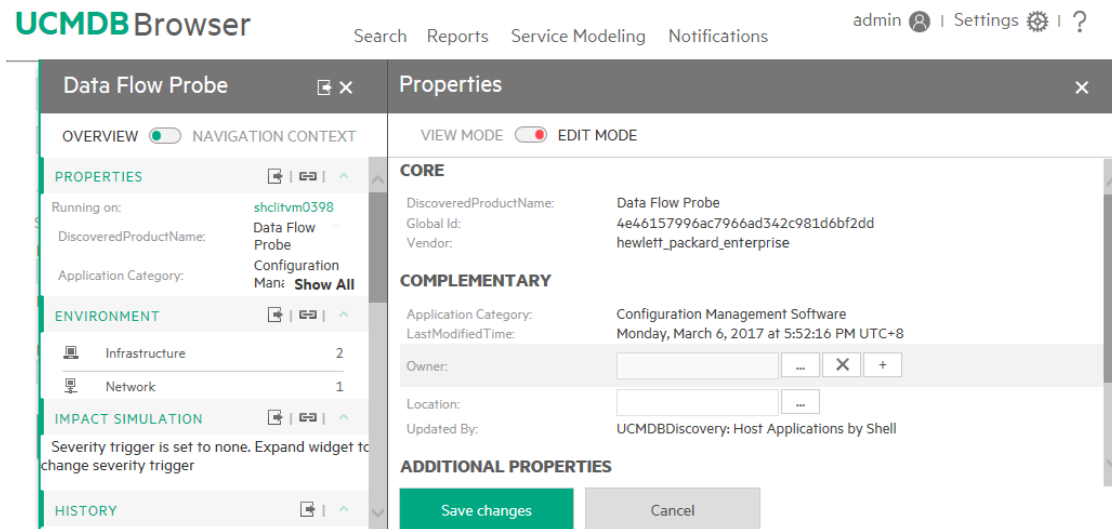 UCMDB Browser
Search Reports Service Modeling Notifications
admin | Settings | ?
Data Flow Probe
OVERVIEW NAVIGATION CONTEXT
PROPERTIES
Running on: shclitvm0398
DiscoveredProductName: Data Flow
Probe
Application Category: Configuration
Mana Show All
ENVIRONMENT
Infrastructure 2
Network 1
IMPACT SIMULATION
Severity trigger is set to none. Expand widget to
change severity trigger
HISTORY
Properties
VIEW MODE EDIT MODE
CORE
DiscoveredProductName: Data Flow Probe
Global Id: 4e46157996ac7966ad342c981d6bf2dd
Vendor: hewlett_packard_enterprise
COMPLEMENTARY
Application Category: Configuration Management Software
LastModifiedTime: Monday, March 6, 2017 at 5:52:16 PM UTC+8
Owner: ... +
Location: ...
Updated By: UCMDBDiscovery: Host Applications by Shell
ADDITIONAL PROPERTIES
Save changes Cancel